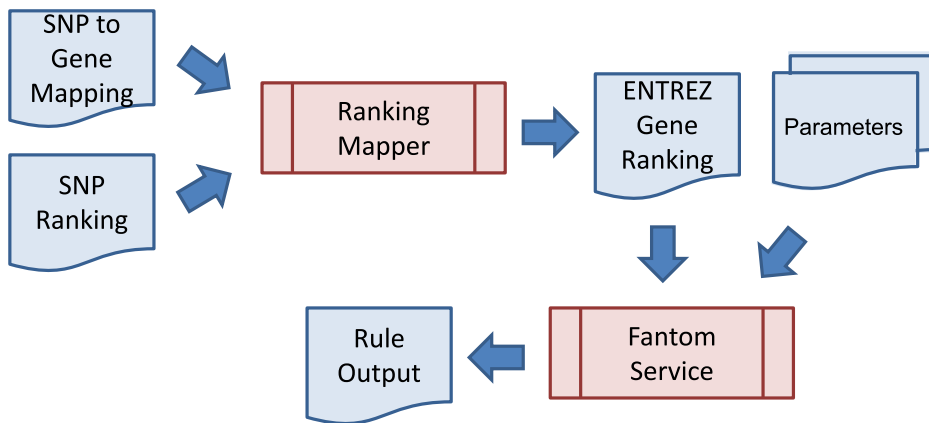 SNP to
Gene
Mapping
SNP
Ranking
Ranking
Mapper
ENTREZ
Gene
Ranking
Parameters
Fantom
Service
Rule
Output